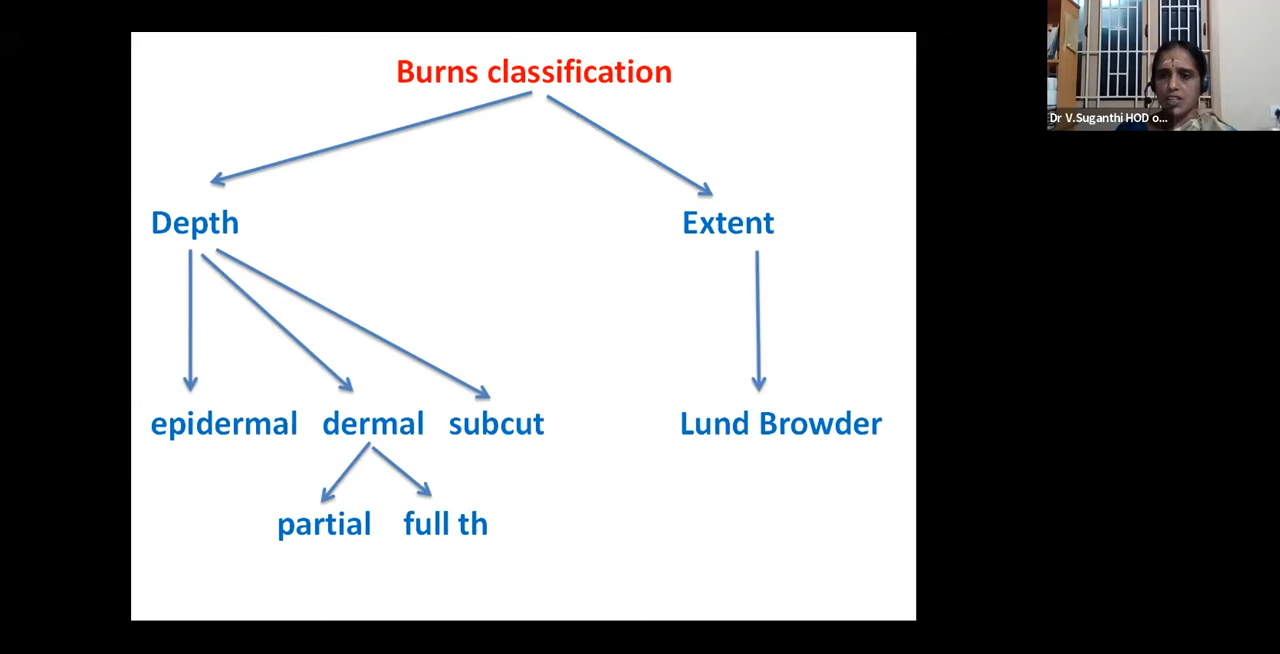 Burns classification
Dr V.Suganthi HOD o...
Depth
Extent
epidermal dermal subcut
Lund Browder
partial full th